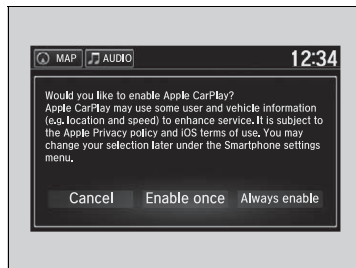 MAP AUDIO 12:34
Would you like to enable Apple CarPlay?
Apple CarPlay may use some user and vehicle information
(e.g. location and speed) to enhance service. It is subject to
the Apple Privacy policy and iOS terms of use. You may
change your selection later under the Smartphone settings
menu.
Cancel Enable once Always enable